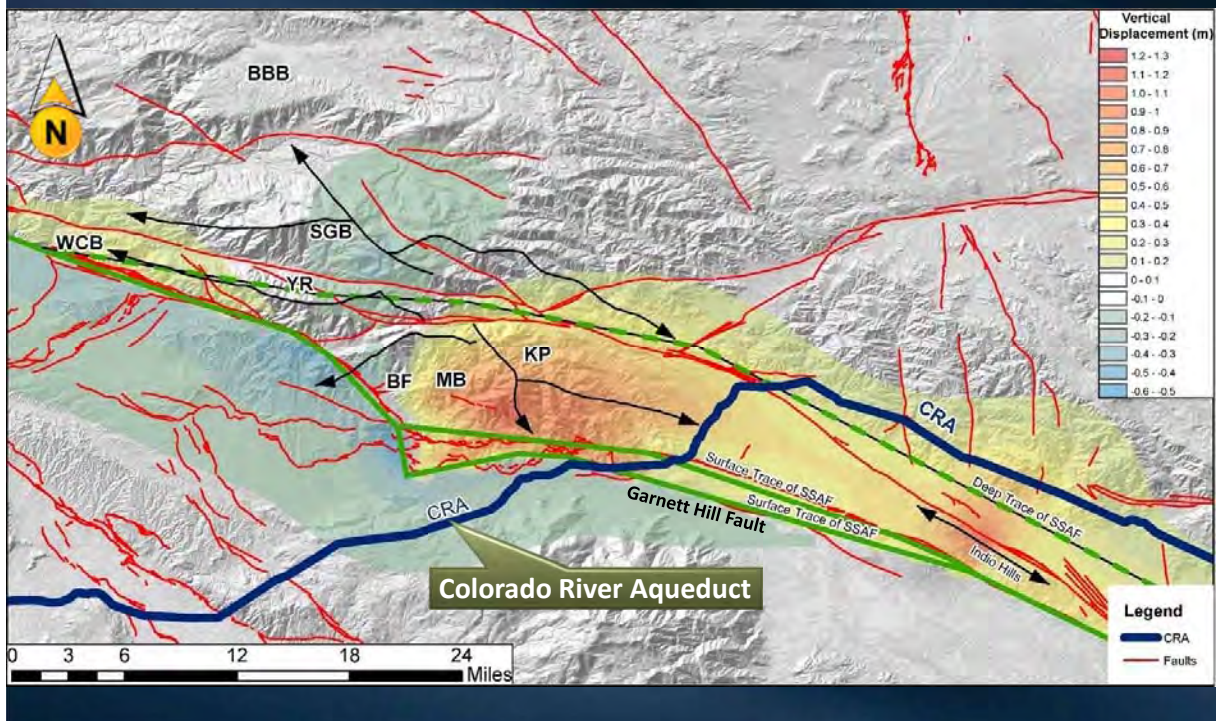 Vertical
Displacement (m)
1.2 - 1.3
1.1 - 1.2
1.0 - 1.1
0.9 - 1
0.8 - 0.9
0.7 - 0.8
0.6 - 0.7
0.5 - 0.6
0.4 - 0.5
0.3 - 0.4
0.2 - 0.3
0.1 - 0.2
0 - 0.1
-0.1 - 0
-0.2 - -0.1
-0.3 - -0.2
-0.4 - -0.3
-0.5 - -0.4
-0.6 - -0.5
N
BBB
SGB
WCB
YR
KP
BF
MB
CRA
CRA
Surface Trace of SSAF
Surface Trace of SSAF
Deep Trace of SSAF
Garnett Hill Fault
Indio Hills
Colorado River Aqueduct
Legend
CRA
Faults
0 3 6 12 18 24
Miles